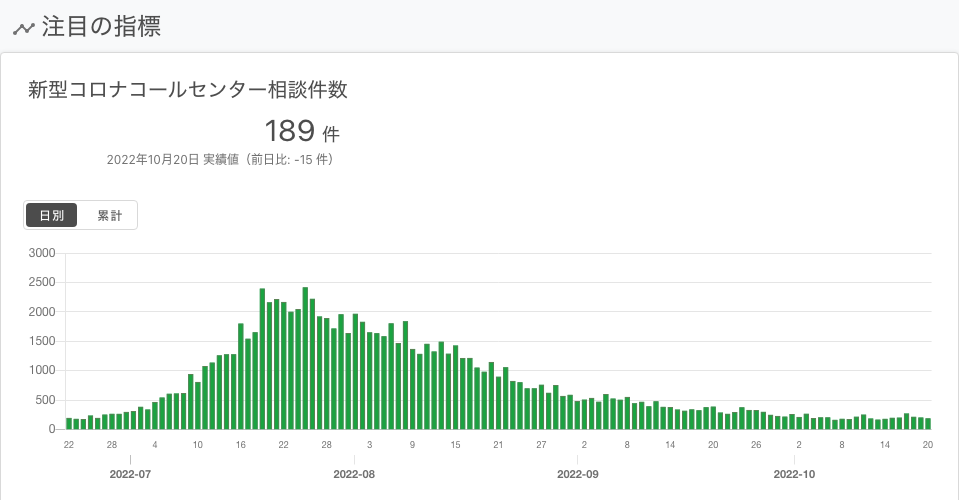 注目の指標
新型コロナコールセンター相談件数
189 件
2022年10月20日 実績値（前日比: -15 件）
日別 累計
3000
2500
2000
1500
1000
500
0
22 28 4 10 16 22 28 3 9 15 21 27 2 8 14 20 26 2 8 14 20
2022-07 2022-08 2022-09 2022-10